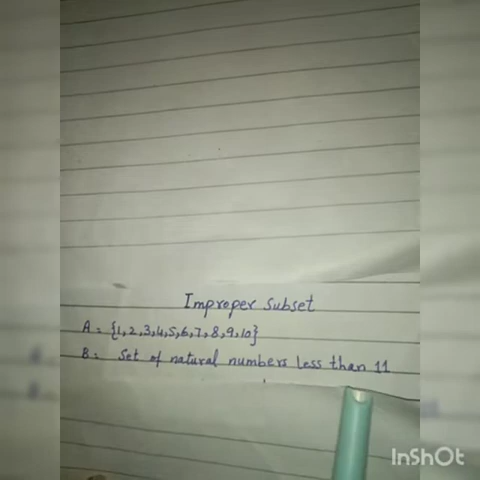 Improper subset
A = {1,2,3,4,5,6,7,8,9,10}
B = Set of natural numbers less than 11
InShOt